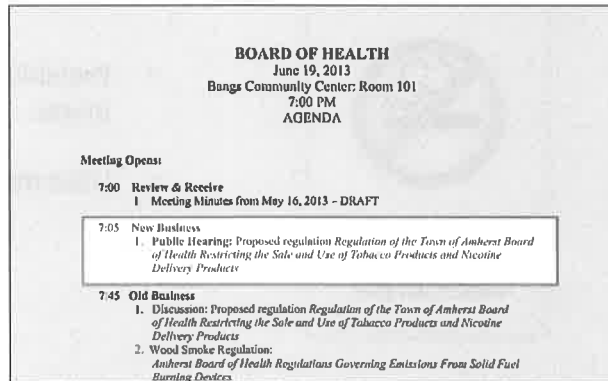 BOARD OF HEALTH
June 19, 2013
Bangs Community Center: Room 101
7:00 PM
AGENDA
Meeting Opens:
7:00 Review & Receive
1 Meeting Minutes from May 16, 2013 – DRAFT
7:05 New Business
1. Public Hearing: Proposed regulation Regulation of the Town of Amherst Board
of Health Restricting the Sale and Use of Tobacco Products and Nicotine
Delivery Products
7:45 Old Business
1. Discussion: Proposed regulation Regulation of the Town of Amherst Board
of Health Restricting the Sale and Use of Tobacco Products and Nicotine
Delivery Products
2. Wood Smoke Regulation:
Amherst Board of Health Regulations Governing Emissions From Solid Fuel
Burning Devices